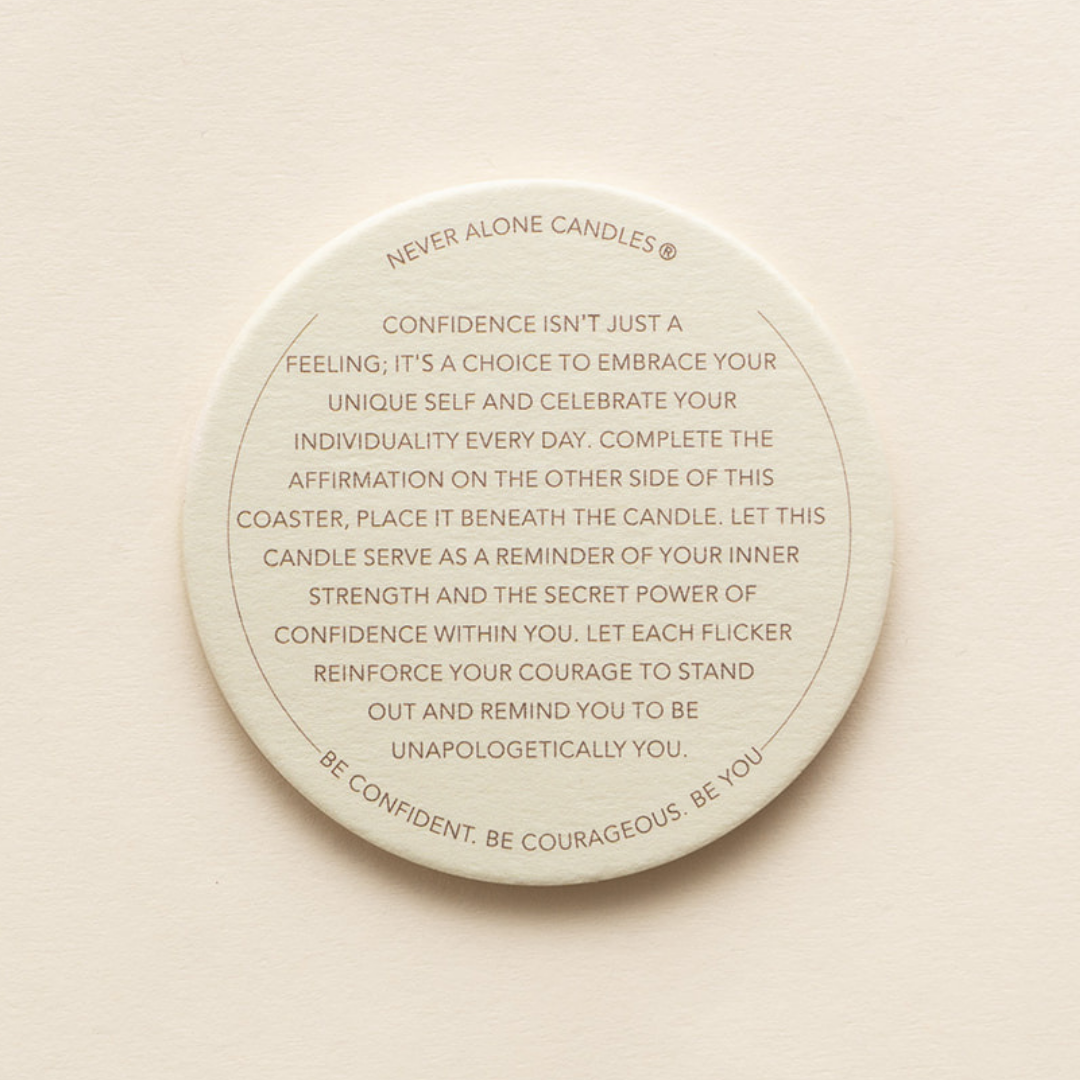 NEVER ALONE CANDLES®
CONFIDENCE ISN'T JUST A
FEELING; IT'S A CHOICE TO EMBRACE YOUR
UNIQUE SELF AND CELEBRATE YOUR
INDIVIDUALITY EVERY DAY. COMPLETE THE
AFFIRMATION ON THE OTHER SIDE OF THIS
COASTER, PLACE IT BENEATH THE CANDLE. LET THIS
CANDLE SERVE AS A REMINDER OF YOUR INNER
STRENGTH AND THE SECRET POWER OF
CONFIDENCE WITHIN YOU. LET EACH FLICKER
REINFORCE YOUR COURAGE TO STAND
OUT AND REMIND YOU TO BE
UNAPOLOGETICALLY YOU.
BE CONFIDENT. BE COURAGEOUS. BE YOU